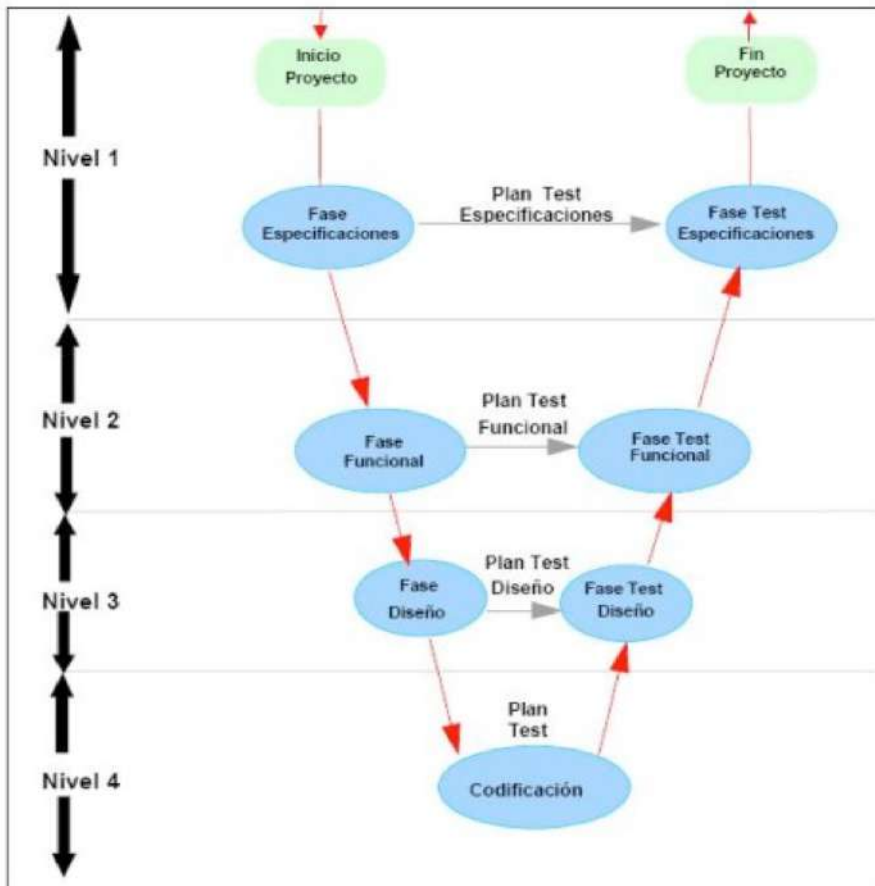 Inicio
Proyecto
Fin
Proyecto
Nivel 1
Fase
Especificaciones
Plan Test
Especificaciones
Fase Test
Especificaciones
Nivel 2
Fase
Funcional
Plan Test
Funcional
Fase Test
Funcional
Nivel 3
Fase
Diseño
Plan Test
Diseño
Fase Test
Diseño
Nivel 4
Plan
Test
Codificación